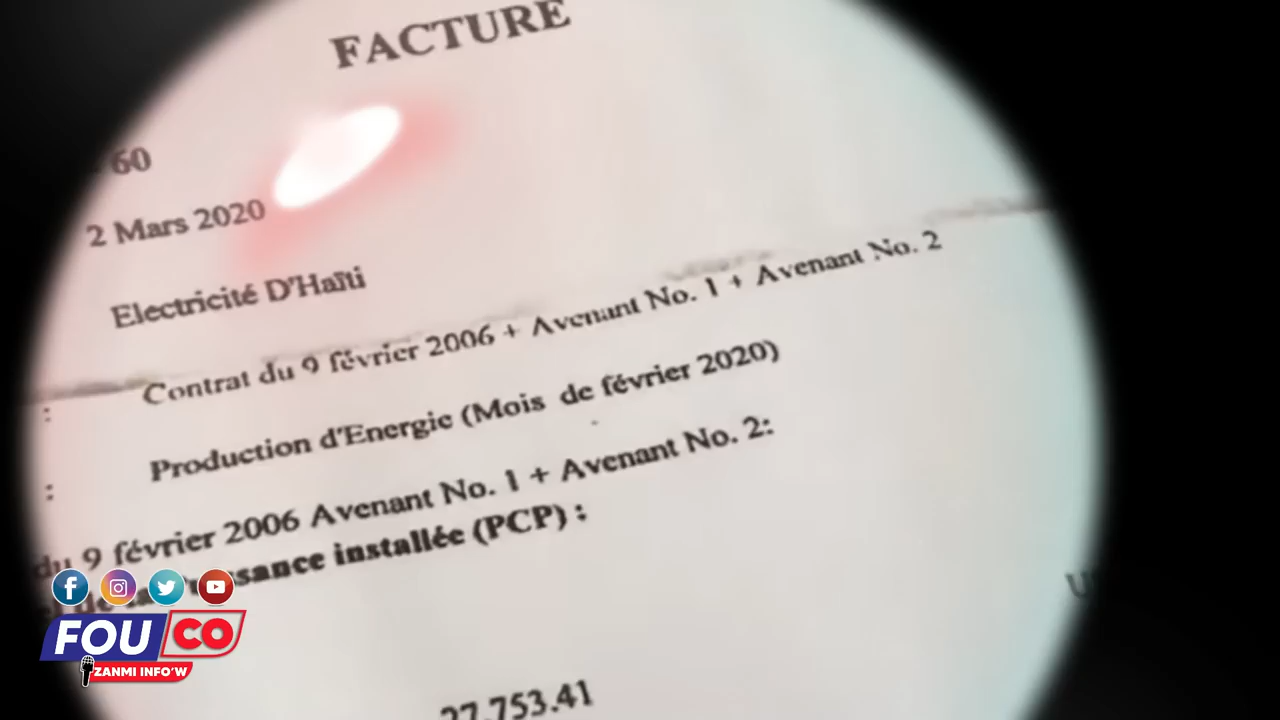 FACTURE
60
2 Mars 2020
Electricité D'Haïti
: Contrat du 9 février 2006 + Avenant No. 1 + Avenant No. 2
: Production d'Energie (Mois de février 2020)
du 9 février 2006 Avenant No. 1 + Avenant No. 2:
installée (PCP) :
27,753.41
FOU CO
ZANMI INFO'W